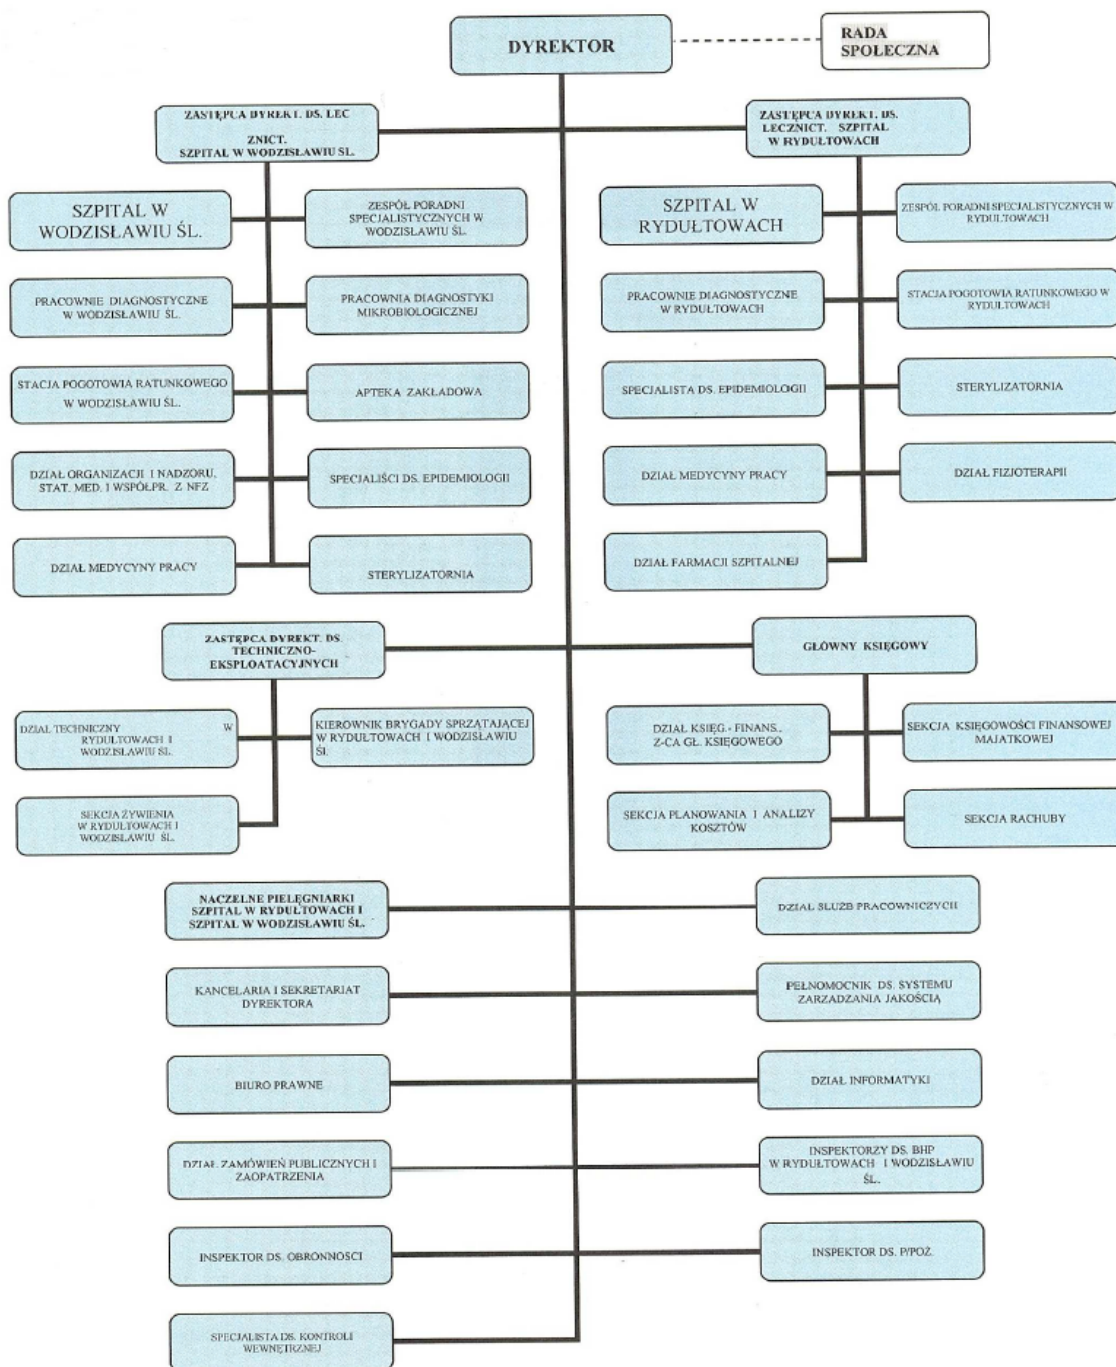 DYREKTOR
RADA
SPOŁECZNA
ZASTĘPCA DYREKT. DS. LEC
ZNICT.
SZPITAL W WODZISŁAWIU ŚL.
ZASTĘPCA DYREKT. DS.
LECZNICT. SZPITAL
W RYDUŁTOWACH
SZPITAL W
WODZISŁAWIU ŚL.
ZESPÓŁ PORADNI
SPECJALISTYCZNYCH W
WODZISŁAWIU ŚL.
SZPITAL W
RYDUŁTOWACH
ZESPÓŁ PORADNI SPECJALISTYCZNYCH W
RYDUŁTOWACH
PRACOWNIE DIAGNOSTYCZNE
W WODZISŁAWIU ŚL.
PRACOWNIA DIAGNOSTYKI
MIKROBIOLOGICZNEJ
PRACOWNIE DIAGNOSTYCZNE
W RYDUŁTOWACH
STACJA POGOTOWIA RATUNKOWEGO W
RYDUŁTOWACH
STACJA POGOTOWIA RATUNKOWEGO
W WODZISŁAWIU ŚL.
APTEKA ZAKŁADOWA
SPECJALISTA DS. EPIDEMIOLOGII
STERYLIZATORNIA
DZIAŁ ORGANIZACJI I NADZORU,
STAT. MED. I WSPÓŁPR. Z NFZ
SPECJALIŚCI DS. EPIDEMIOLOGII
DZIAŁ MEDYCYNY PRACY
DZIAŁ FIZJOTERAPII
DZIAŁ MEDYCYNY PRACY
STERYLIZATORNIA
DZIAŁ FARMACJI SZPITALNEJ
ZASTĘPCA DYREKT. DS.
TECHNICZNO-
EKSPLOATACYJNYCH
GŁÓWNY KSIĘGOWY
DZIAŁ TECHNICZNY W
RYDUŁTOWACH I
WODZISŁAWIU ŚL.
KIEROWNIK BRYGADY SPRZĄTAJĄCEJ
W RYDUŁTOWACH I WODZISŁAWIU
ŚL.
DZIAŁ KSIĘG.- FINANS.,
Z-CA GŁ. KSIĘGOWEGO
SEKCJA KSIĘGOWOŚCI FINANSOWEJ
MAJATKOWEJ
SEKCJA ŻYWIENIA
W RYDUŁTOWACH I
WODZISŁAWIU ŚL.
SEKCJA PLANOWANIA I ANALIZY
KOSZTÓW
SEKCJA RACHUBY
NACZELNE PIELĘGNIARKI
SZPITAL W RYDUŁTOWACH I
SZPITAL W WODZISŁAWIU ŚL.
DZIAŁ SŁUŻB PRACOWNICZYCH
KANCELARIA I SEKRETARIAT
DYREKTORA
PEŁNOMOCNIK DS. SYSTEMU
ZARZADZANIA JAKOŚCIĄ
BIURO PRAWNE
DZIAŁ INFORMATYKI
DZIAŁ ZAMÓWIEŃ PUBLICZNYCH I
ZAOPATRZENIA
INSPEKTORZY DS. BHP
W RYDUŁTOWACH I WODZISŁAWIU
ŚL.
INSPEKTOR DS. OBRONNOŚCI
INSPEKTOR DS. P/POŻ.
SPECJALISTA DS. KONTROLI
WEWNĘTRZNEJ